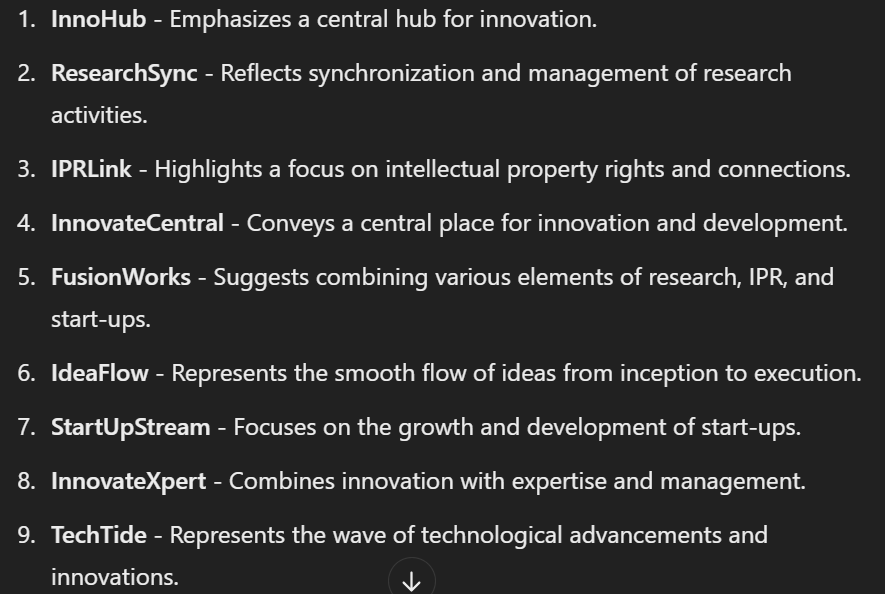 1. InnoHub - Emphasizes a central hub for innovation.
2. ResearchSync - Reflects synchronization and management of research
activities.
3. IPRLink - Highlights a focus on intellectual property rights and connections.
4. InnovateCentral - Conveys a central place for innovation and development.
5. FusionWorks - Suggests combining various elements of research, IPR, and
start-ups.
6. IdeaFlow - Represents the smooth flow of ideas from inception to execution.
7. StartUpStream - Focuses on the growth and development of start-ups.
8. InnovateXpert - Combines innovation with expertise and management.
9. TechTide - Represents the wave of technological advancements and
innovations.